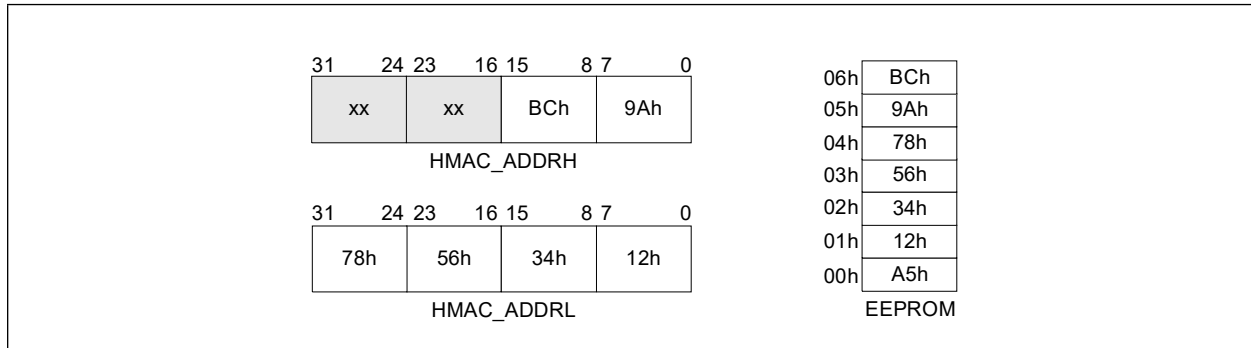 31 24 23 16 15 8 7 0
xx xx BCh 9Ah
HMAC_ADDRH
31 24 23 16 15 8 7 0
78h 56h 34h 12h
HMAC_ADDRL
06h BCh
05h 9Ah
04h 78h
03h 56h
02h 34h
01h 12h
00h A5h
EEPROM